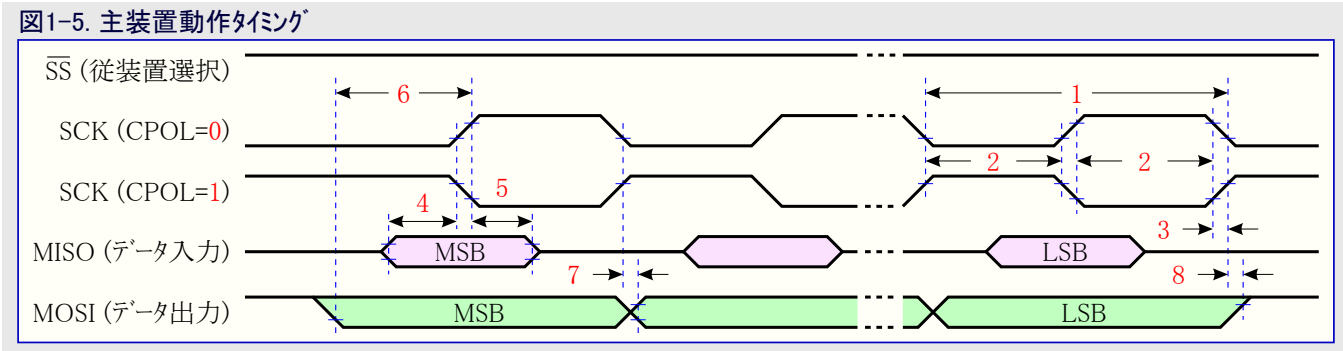 図1-5. 主装置動作ﾀｲﾐﾝｸﾞ
SS (従装置選択)
6
1
SCK (CPOL=0)
2
2
SCK (CPOL=1)
4
5
3
MISO (ﾃﾞｰﾀ入力)
MSB
LSB
7
8
MOSI (ﾃﾞｰﾀ出力)
MSB
LSB